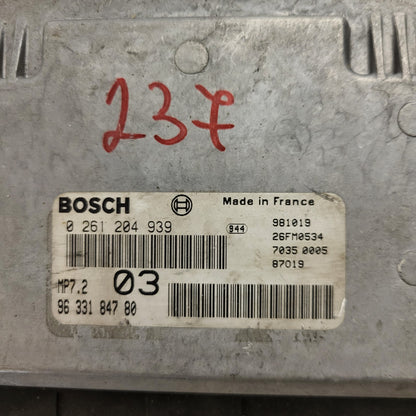 237
BOSCH Made in France
0 261 204 939 944 981019
26FM0534
7035 0005
87019
MP7.2 03
96 331 847 80